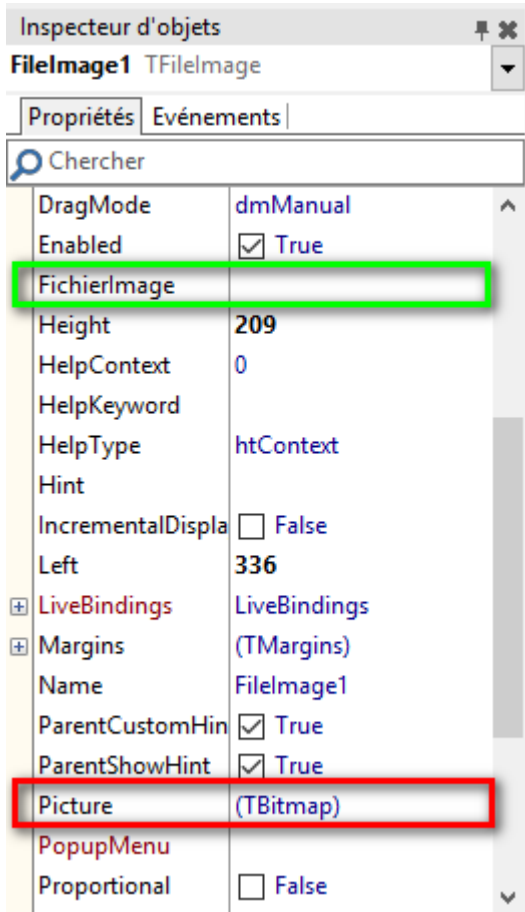 Inspecteur d'objets
FileImage1 TFileImage
Propriétés Evénements
Chercher
DragMode dmManual
Enabled True
FichierImage
Height 209
HelpContext 0
HelpKeyword
HelpType htContext
Hint
IncrementalDispla False
Left 336
LiveBindings LiveBindings
Margins (TMargins)
Name FileImage1
ParentCustomHin True
ParentShowHint True
Picture (TBitmap)
PopupMenu
Proportional False